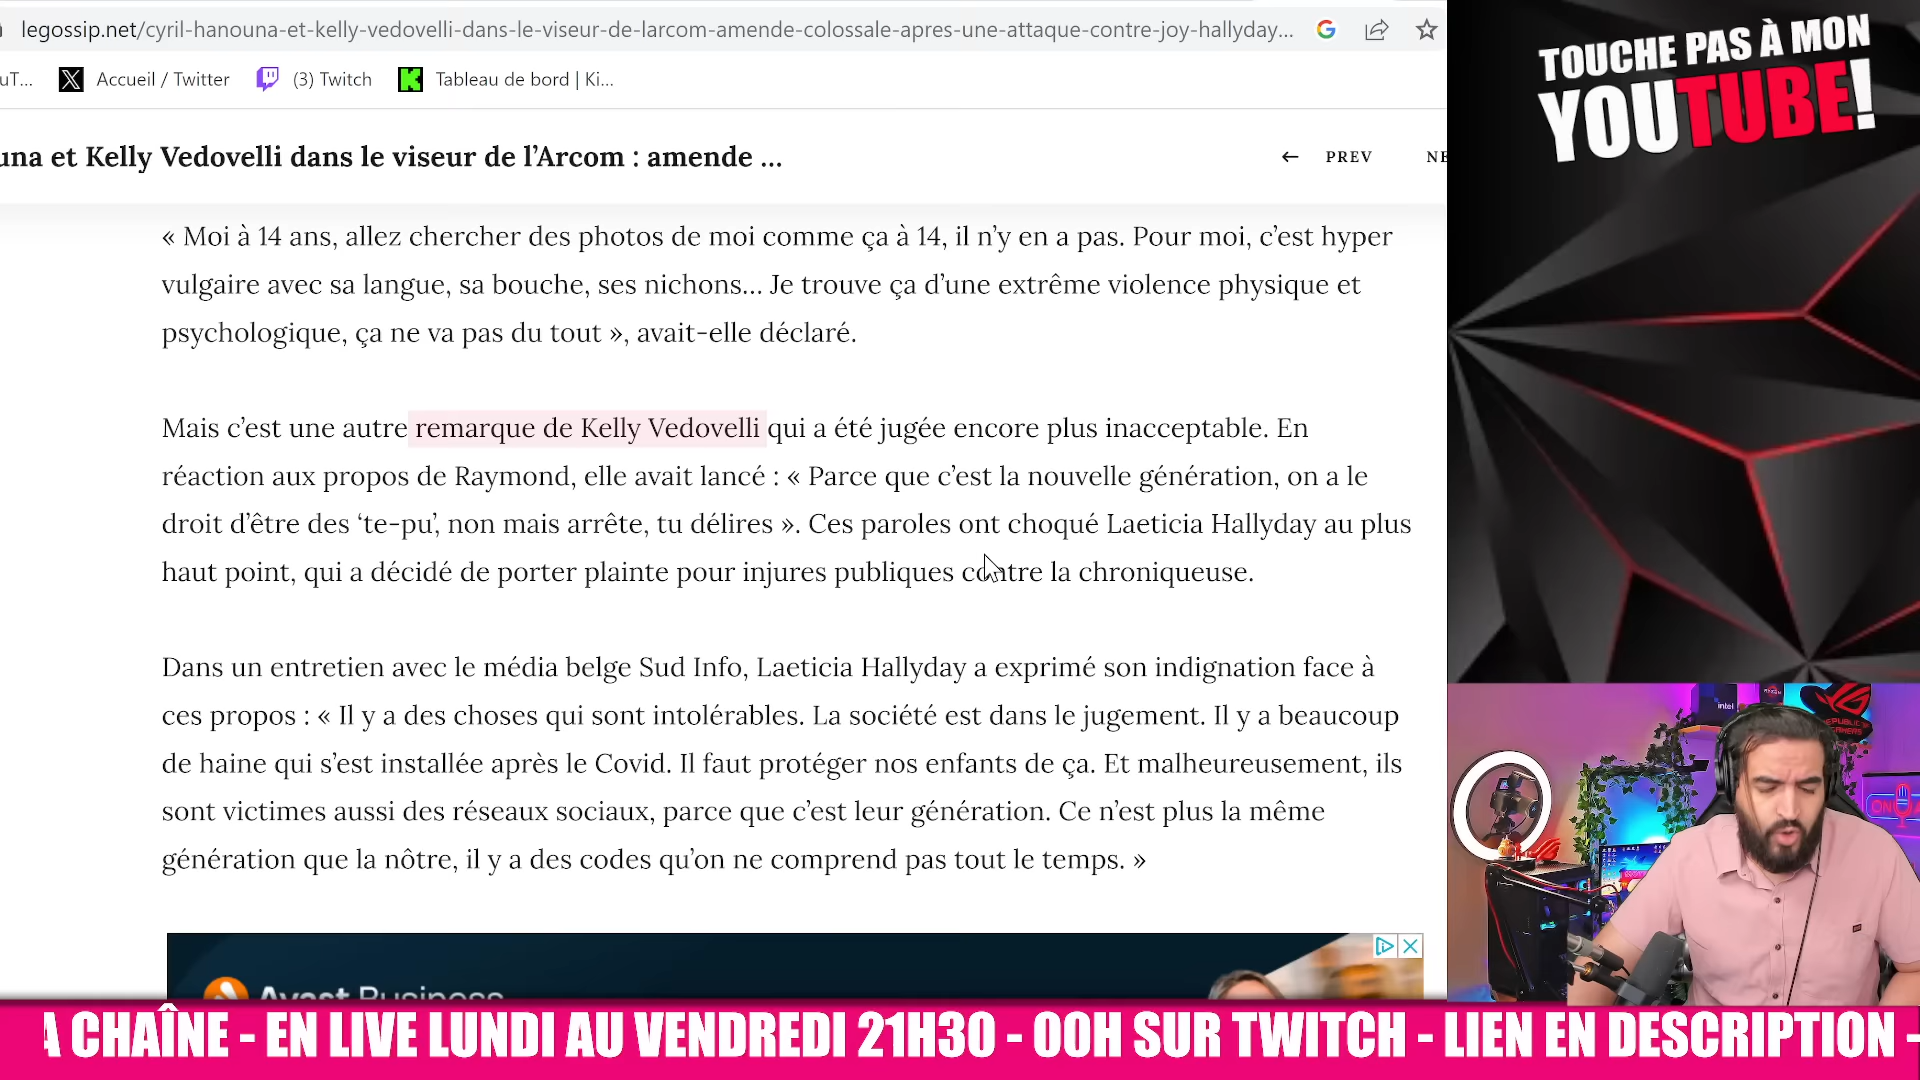 legossip.net/cyril-hanouna-et-kelly-vedovelli-dans-le-viseur-de-larcom-amende-colossale-apres-une-attaque-contre-joy-hallyday...
uT... Accueil / Twitter (3) Twitch Tableau de bord | Ki...
una et Kelly Vedovelli dans le viseur de l’Arcom : amende ...
← PREV NE
« Moi à 14 ans, allez chercher des photos de moi comme ça à 14, il n’y en a pas. Pour moi, c’est hyper
vulgaire avec sa langue, sa bouche, ses nichons… Je trouve ça d’une extrême violence physique et
psychologique, ça ne va pas du tout », avait-elle déclaré.
Mais c’est une autre remarque de Kelly Vedovelli qui a été jugée encore plus inacceptable. En
réaction aux propos de Raymond, elle avait lancé : « Parce que c’est la nouvelle génération, on a le
droit d’être des ‘te-pu’, non mais arrête, tu délires ». Ces paroles ont choqué Laeticia Hallyday au plus
haut point, qui a décidé de porter plainte pour injures publiques contre la chroniqueuse.
Dans un entretien avec le média belge Sud Info, Laeticia Hallyday a exprimé son indignation face à
ces propos : « Il y a des choses qui sont intolérables. La société est dans le jugement. Il y a beaucoup
de haine qui s’est installée après le Covid. Il faut protéger nos enfants de ça. Et malheureusement, ils
sont victimes aussi des réseaux sociaux, parce que c’est leur génération. Ce n’est plus la même
génération que la nôtre, il y a des codes qu’on ne comprend pas tout le temps. »
Avast Business
TOUCHE PAS À MON
YOUTUBE!
intel
REPUBLIC
ON A
A CHAÎNE - EN LIVE LUNDI AU VENDREDI 21H30 - 00H SUR TWITCH - LIEN EN DESCRIPTION -